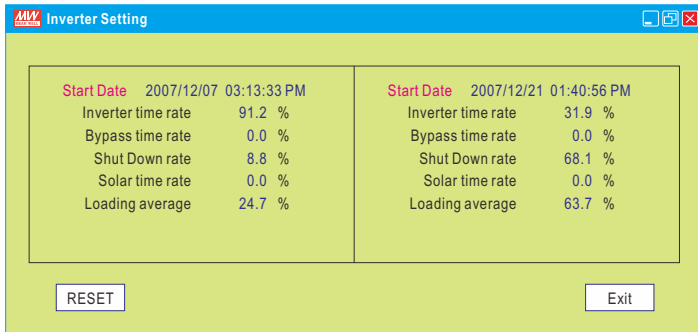 MW
MEAN WELL
Inverter Setting
Start Date 2007/12/07 03:13:33 PM
Inverter time rate 91.2 %
Bypass time rate 0.0 %
Shut Down rate 8.8 %
Solar time rate 0.0 %
Loading average 24.7 %
Start Date 2007/12/21 01:40:56 PM
Inverter time rate 31.9 %
Bypass time rate 0.0 %
Shut Down rate 68.1 %
Solar time rate 0.0 %
Loading average 63.7 %
RESET
Exit